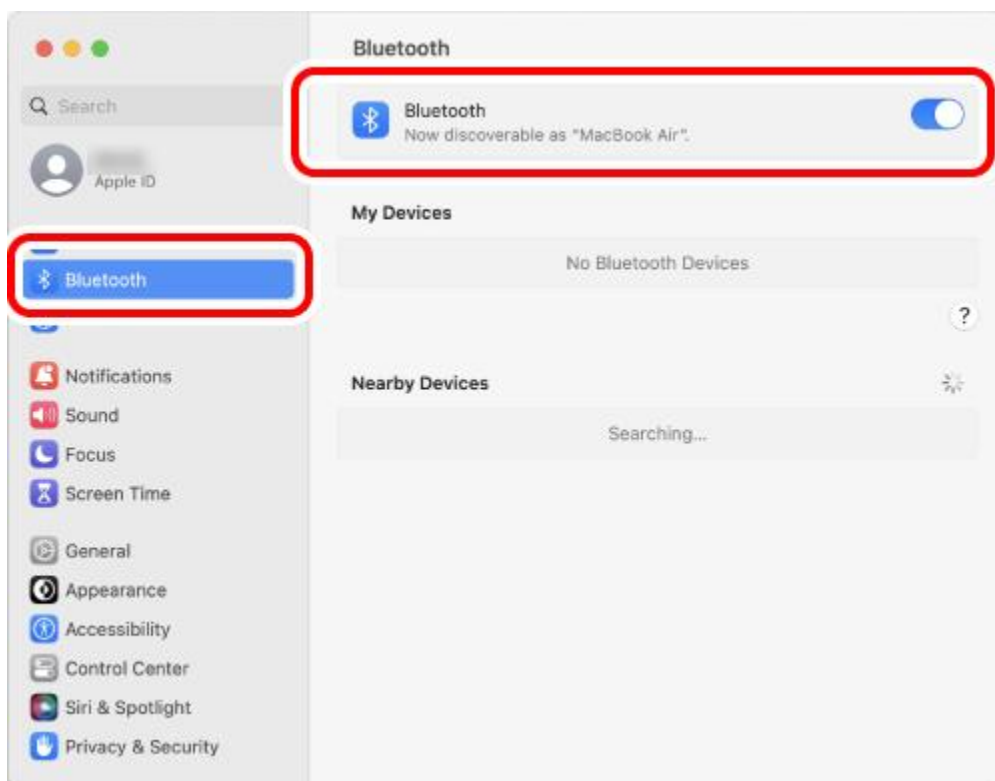 Search
Apple ID
Bluetooth
Notifications
Sound
Focus
Screen Time
General
Appearance
Accessibility
Control Center
Siri & Spotlight
Privacy & Security
Bluetooth
Bluetooth
Now discoverable as "MacBook Air".
My Devices
No Bluetooth Devices
?
Nearby Devices
Searching...